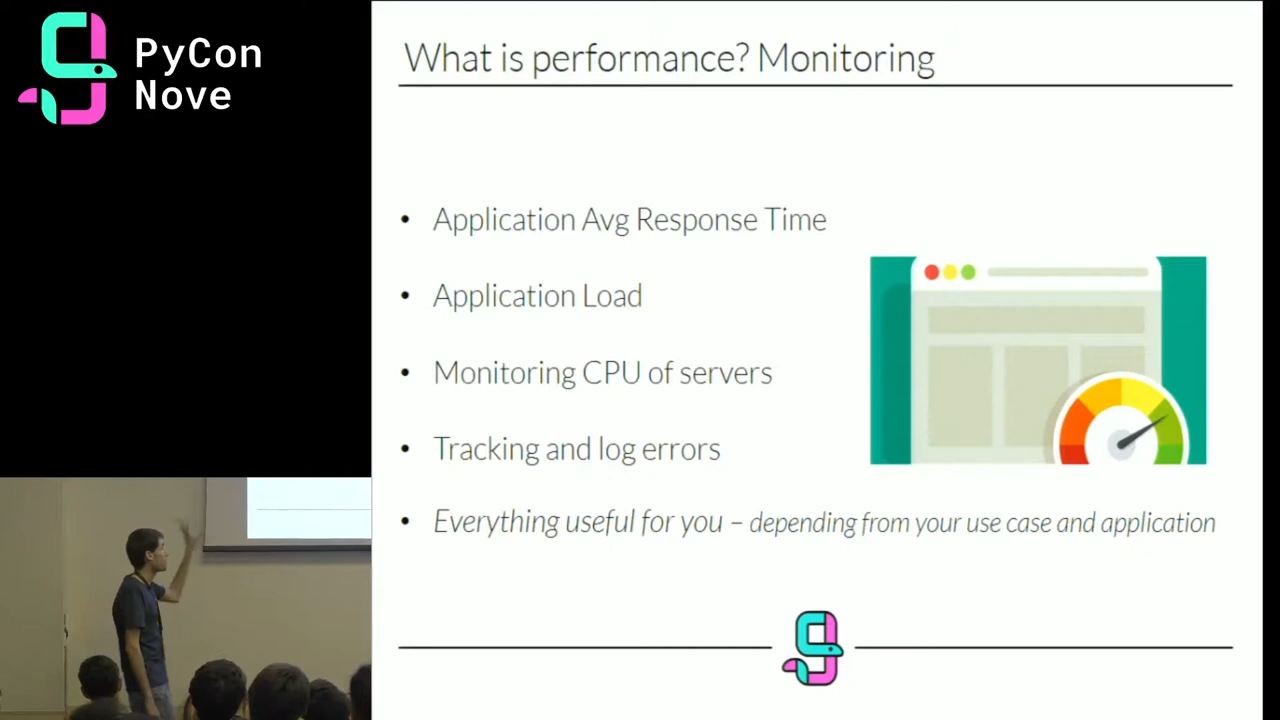 PyCon
Nove
What is performance? Monitoring
• Application Avg Response Time
• Application Load
• Monitoring CPU of servers
• Tracking and log errors
• Everything useful for you – depending from your use case and application